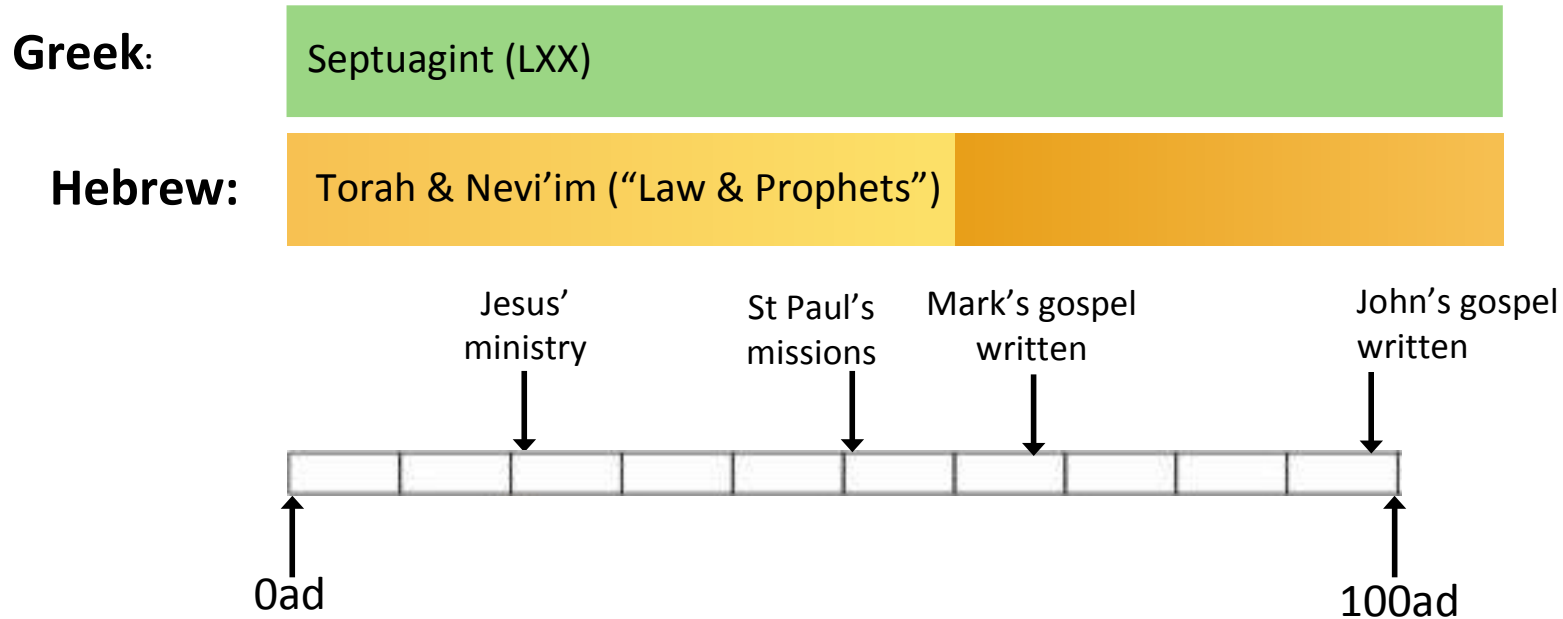 Greek:
Septuagint (LXX)
Hebrew:
Torah & Nevi’im (“Law & Prophets”)
Jesus’
ministry
St Paul’s
missions
Mark’s gospel
written
John’s gospel
written
0ad
100ad